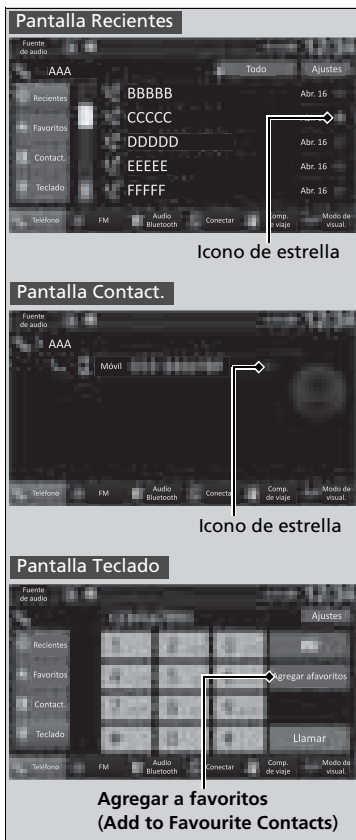 Pantalla Recientes
Fuente
de audio
AAA
Todo
Ajustes
Recientes
Favoritos
Contact.
Teclado
BBBBB
Abr. 16
CCCCC
DDDDD
Abr. 16
EEEEE
Abr. 16
FFFFF
Abr. 16
Teléfono
FM
Audio
Bluetooth
Conectar
Comp.
de viaje
Modo de
visual.
Icono de estrella
Pantalla Contact.
Fuente
de audio
AAA
Móvil
Teléfono
FM
Audio
Bluetooth
Conectar
Comp.
de viaje
Modo de
visual.
Icono de estrella
Pantalla Teclado
Fuente
de audio
Ajustes
Recientes
Favoritos
Contact.
Teclado
Agregar afavoritos
Llamar
Teléfono
FM
Audio
Bluetooth
Conectar
Comp.
de viaje
Modo de
visual.
Agregar a favoritos
(Add to Favourite Contacts)